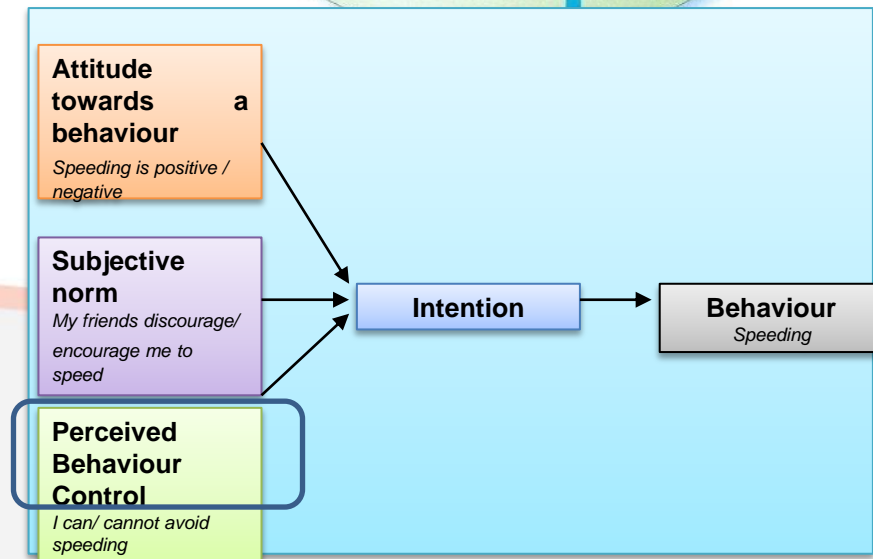 Attitude
towards a
behaviour
Speeding is positive /
negative
Subjective
norm
My friends discourage/
encourage me to
speed
Perceived
Behaviour
Control
I can/ cannot avoid
speeding
Intention
Behaviour
Speeding